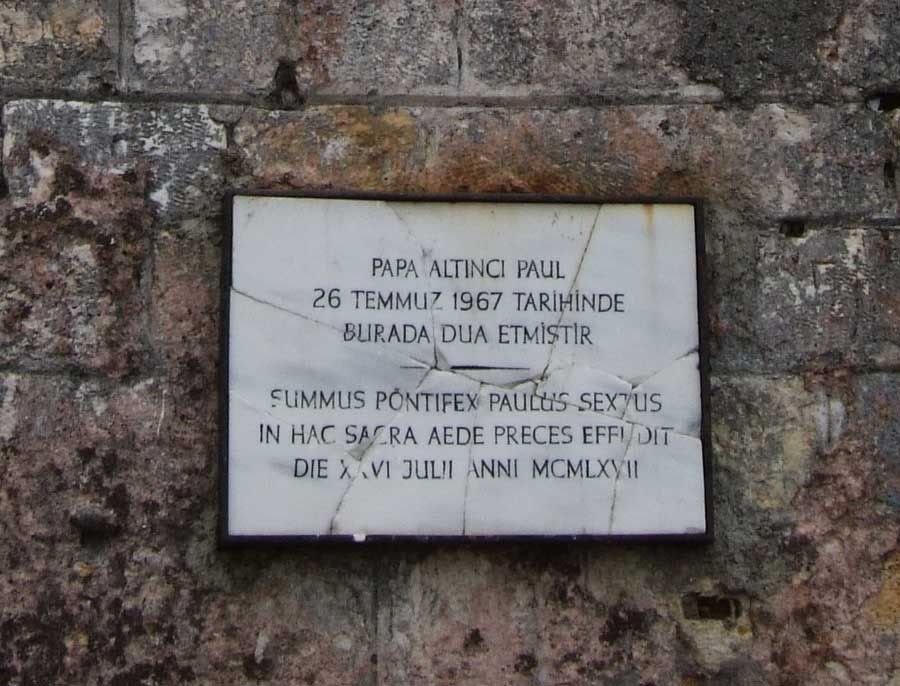 PAPA ALTINCI PAUL
26 TEMMUZ 1967 TARİHİNDE
BURADA DUA ETMİSTİR
SUMMUS PONTIFEX PAULUS SEXTUS
IN HAC SACRA AEDE PRECES EFFUDIT
DIE XXVI JULII ANNI MCMLXVII